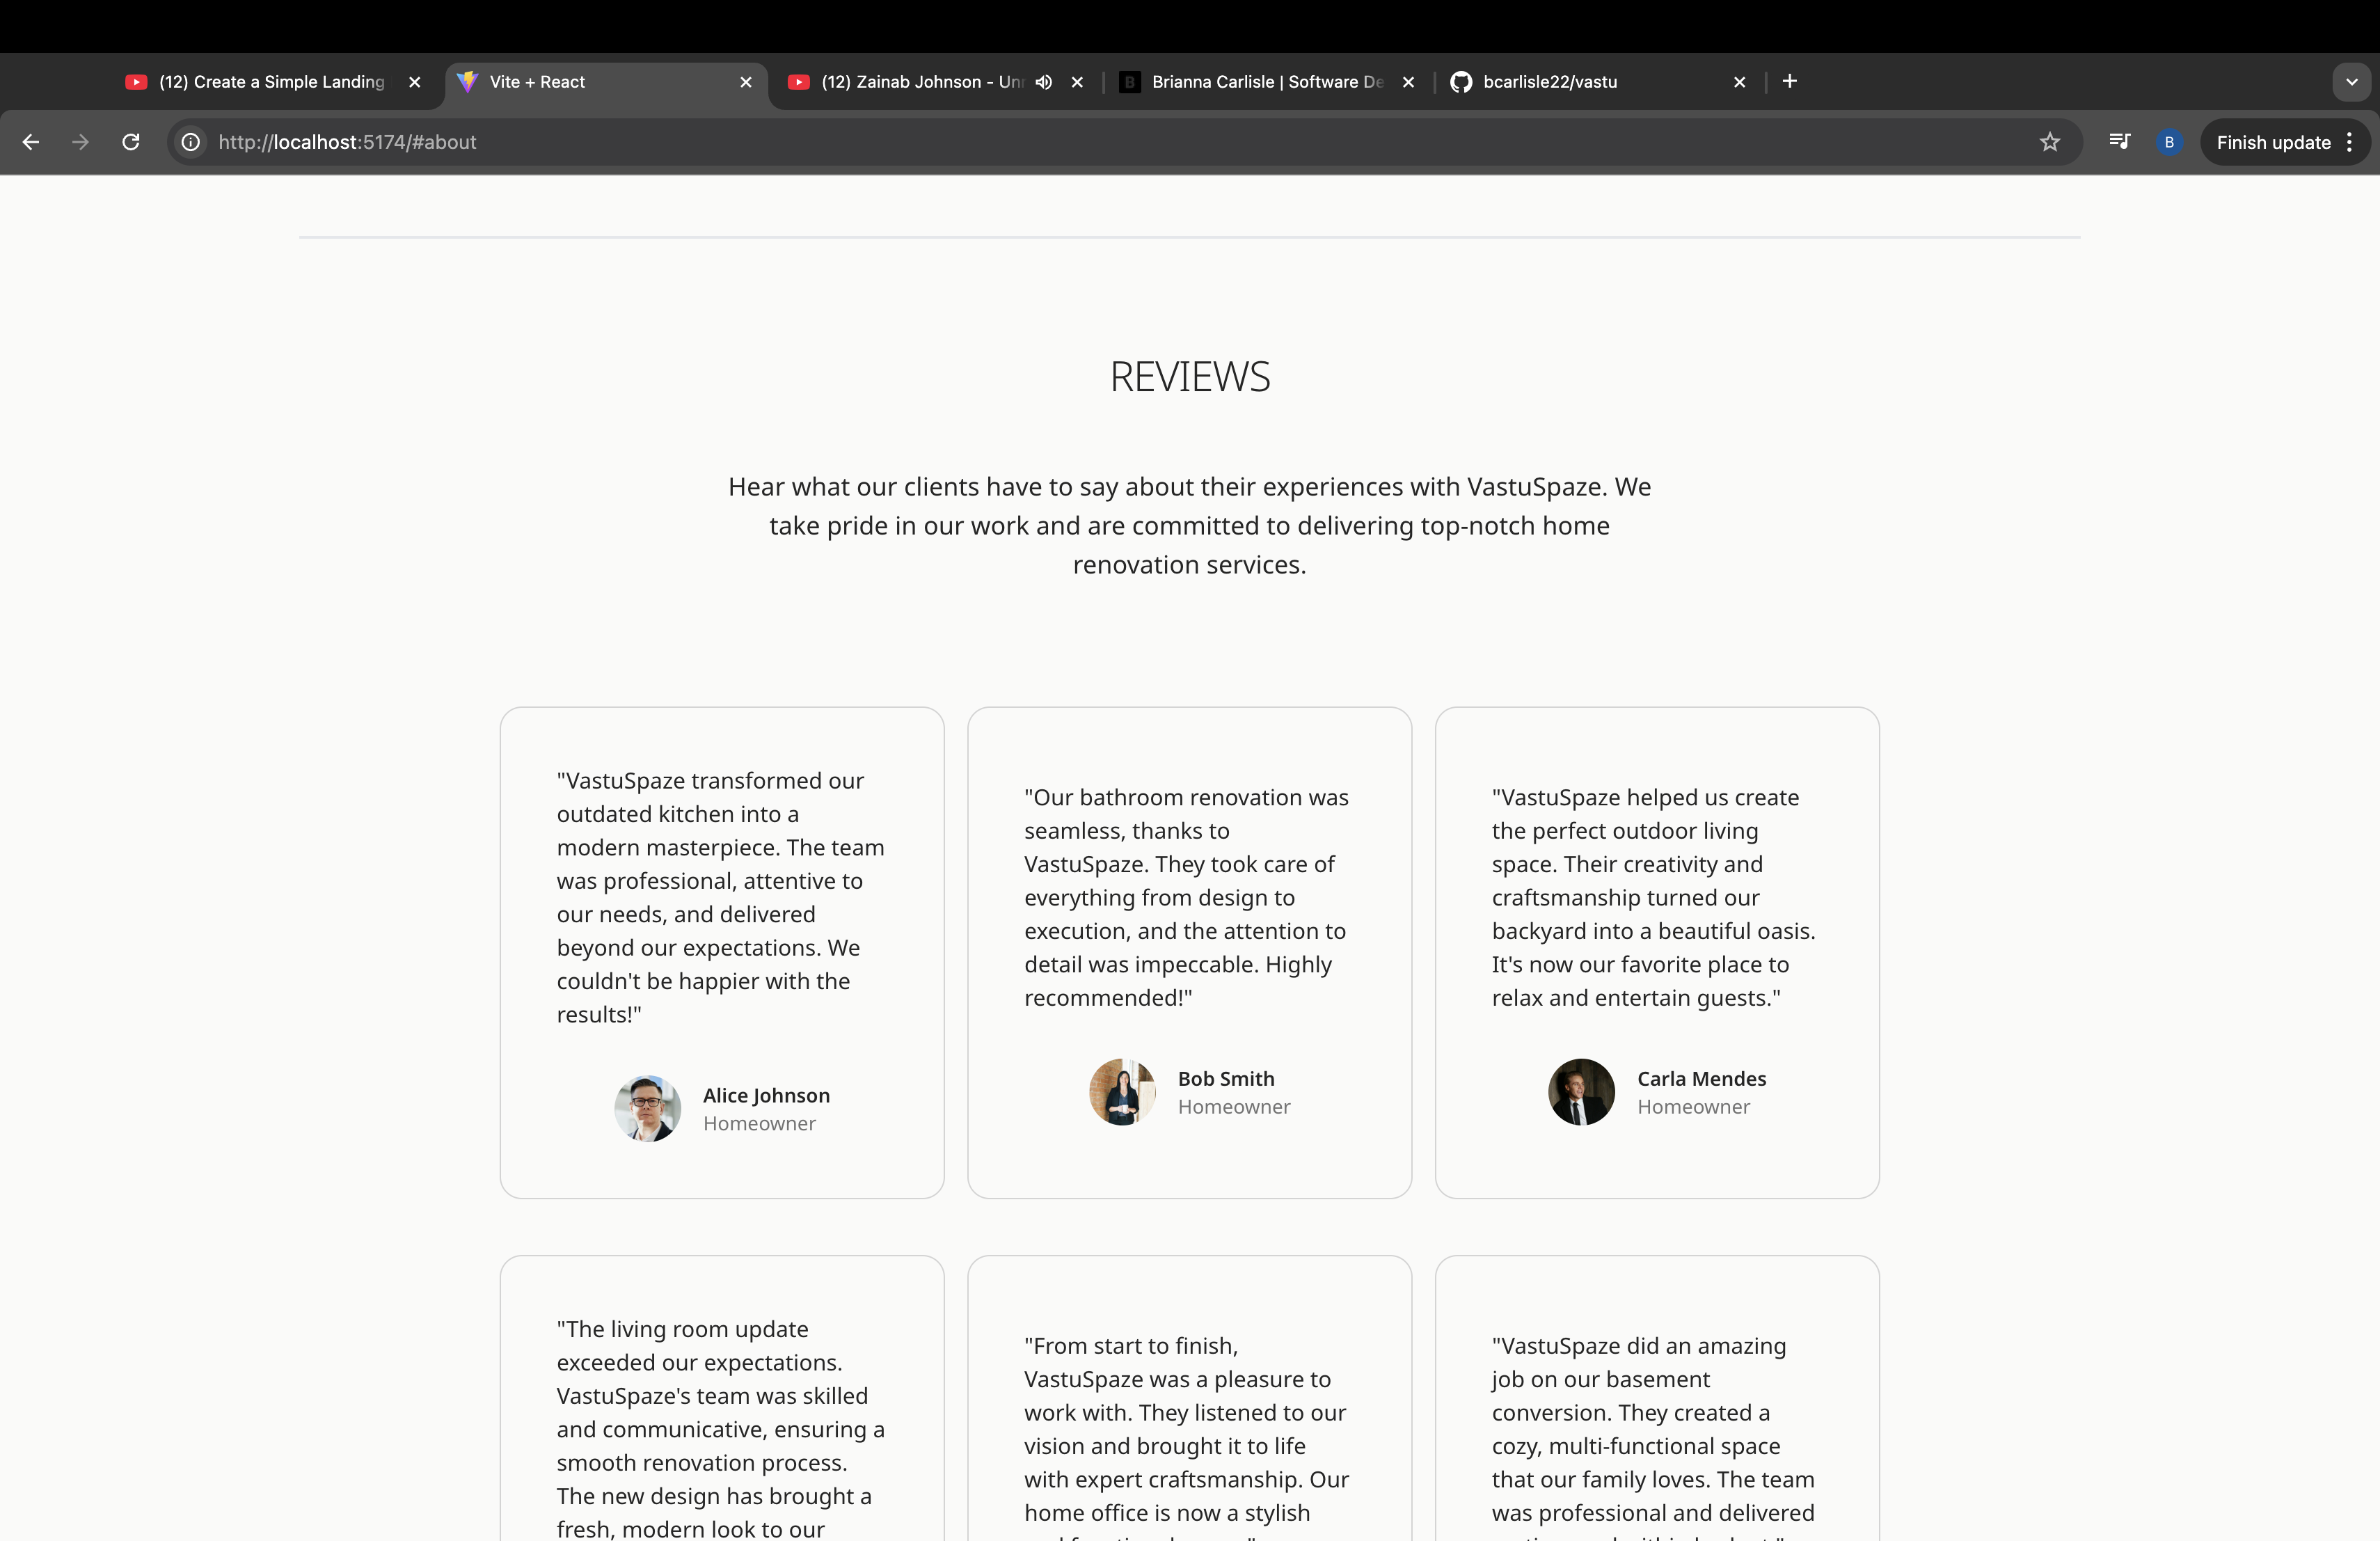 (12) Create a Simple Landing
Vite + React
(12) Zainab Johnson - Unr
B
Brianna Carlisle | Software De
bcarlisle22/vastu
http://localhost:5174/#about
B
Finish update
REVIEWS
Hear what our clients have to say about their experiences with VastuSpaze. We
take pride in our work and are committed to delivering top-notch home
renovation services.
"VastuSpaze transformed our
outdated kitchen into a
modern masterpiece. The team
was professional, attentive to
our needs, and delivered
beyond our expectations. We
couldn't be happier with the
results!"
Alice Johnson
Homeowner
"Our bathroom renovation was
seamless, thanks to
VastuSpaze. They took care of
everything from design to
execution, and the attention to
detail was impeccable. Highly
recommended!"
Bob Smith
Homeowner
"VastuSpaze helped us create
the perfect outdoor living
space. Their creativity and
craftsmanship turned our
backyard into a beautiful oasis.
It's now our favorite place to
relax and entertain guests."
Carla Mendes
Homeowner
"The living room update
exceeded our expectations.
VastuSpaze's team was skilled
and communicative, ensuring a
smooth renovation process.
The new design has brought a
fresh, modern look to our
"From start to finish,
VastuSpaze was a pleasure to
work with. They listened to our
vision and brought it to life
with expert craftsmanship. Our
home office is now a stylish
"VastuSpaze did an amazing
job on our basement
conversion. They created a
cozy, multi-functional space
that our family loves. The team
was professional and delivered